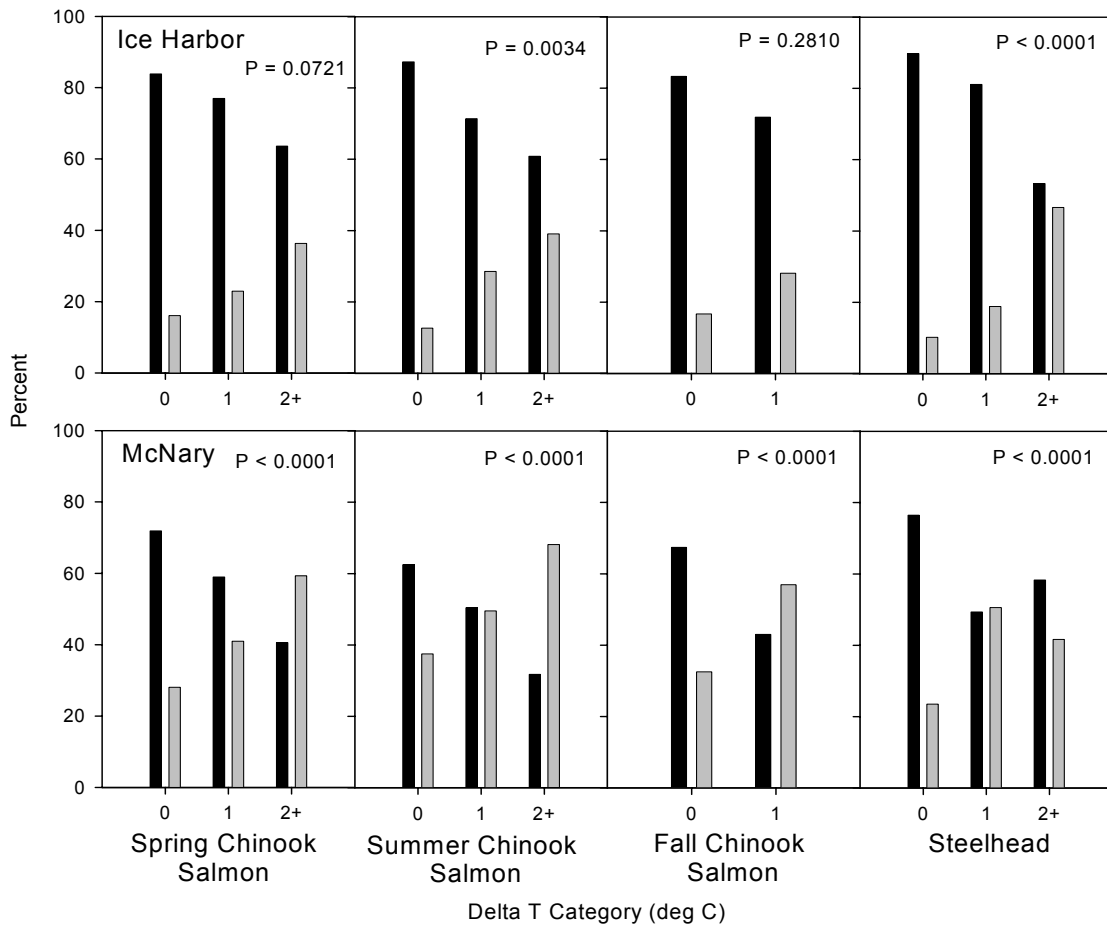 100
80
60
40
20
0
Ice Harbor
P = 0.0721
P = 0.0034
P = 0.2810
P < 0.0001
0 1 2+
0 1 2+
0 1
0 1 2+
Percent
100
80
60
40
20
0
McNary
P < 0.0001
P < 0.0001
P < 0.0001
P < 0.0001
0 1 2+
0 1 2+
0 1
0 1 2+
Spring Chinook
Salmon
Summer Chinook
Salmon
Fall Chinook
Salmon
Steelhead
Delta T Category (deg C)